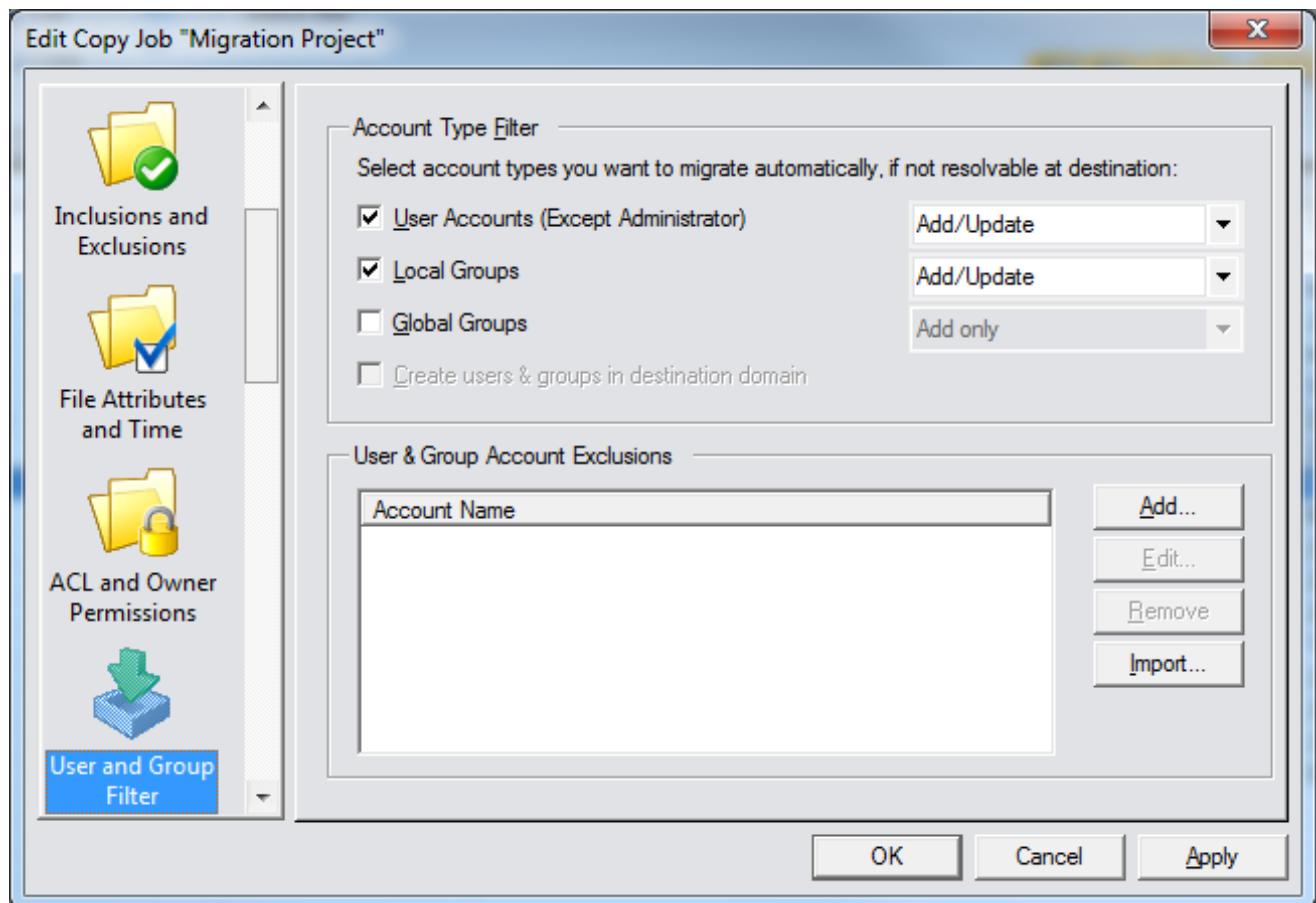 Edit Copy Job "Migration Project"
Inclusions and
Exclusions
File Attributes
and Time
ACL and Owner
Permissions
User and Group
Filter
Account Type Filter
Select account types you want to migrate automatically, if not resolvable at destination:
User Accounts (Except Administrator)
Add/Update
Local Groups
Add/Update
Global Groups
Add only
Create users & groups in destination domain
User & Group Account Exclusions
Account Name
Add...
Edit...
Remove
Import...
OK
Cancel
Apply